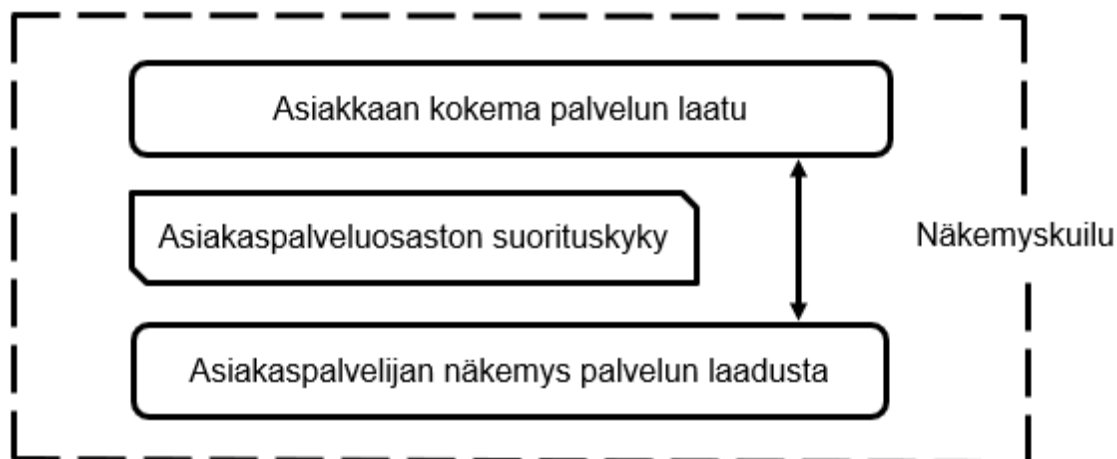 Asiakkaan kokema palvelun laatu
Asiakaspalveluosaston suorituskyky
Näkemyskuilu
Asiakaspalvelijan näkemys palvelun laadusta